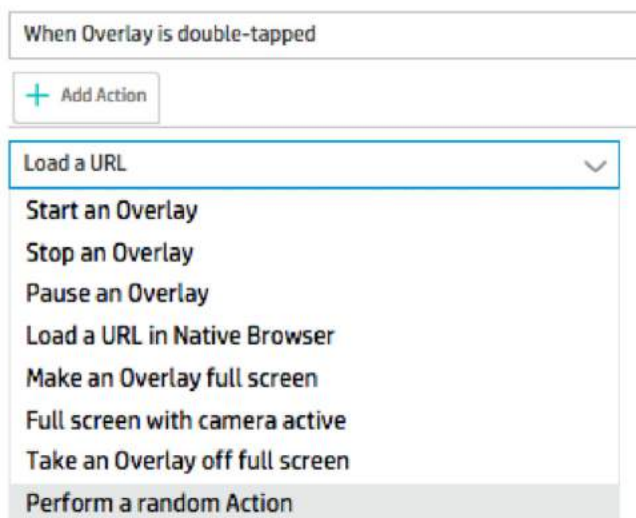 When Overlay is double-tapped
+ Add Action
Load a URL
Start an Overlay
Stop an Overlay
Pause an Overlay
Load a URL in Native Browser
Make an Overlay full screen
Full screen with camera active
Take an Overlay off full screen
Perform a random Action